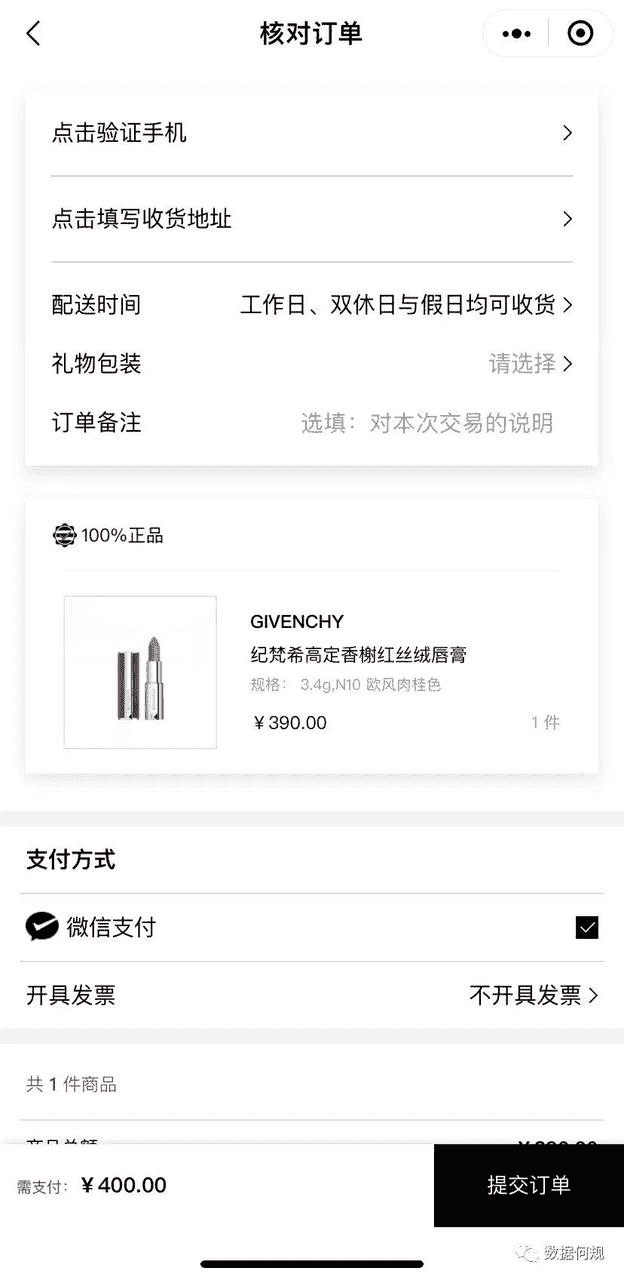 核对订单
点击验证手机
点击填写收货地址
配送时间 工作日、双休日与假日均可收货
礼物包装 请选择
订单备注 选填：对本次交易的说明
100%正品
GIVENCHY
纪梵希高定香榭红丝绒唇膏
规格： 3.4g,N10 欧风肉桂色
¥390.00 1 件
支付方式
微信支付
开具发票 不开具发票
共 1 件商品
需支付： ¥400.00 提交订单
数据何规